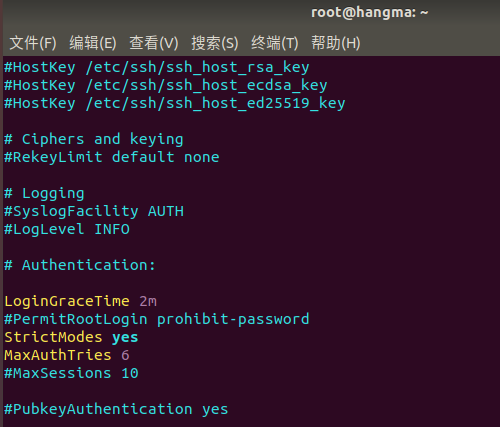 root@hangma: ~
文件(F) 编辑(E) 查看(V) 搜索(S) 终端(T) 帮助(H)
#HostKey /etc/ssh/ssh_host_rsa_key
#HostKey /etc/ssh/ssh_host_ecdsa_key
#HostKey /etc/ssh/ssh_host_ed25519_key
# Ciphers and keying
#RekeyLimit default none
# Logging
#SyslogFacility AUTH
#LogLevel INFO
# Authentication:
LoginGraceTime 2m
#PermitRootLogin prohibit-password
StrictModes yes
MaxAuthTries 6
#MaxSessions 10
#PubkeyAuthentication yes